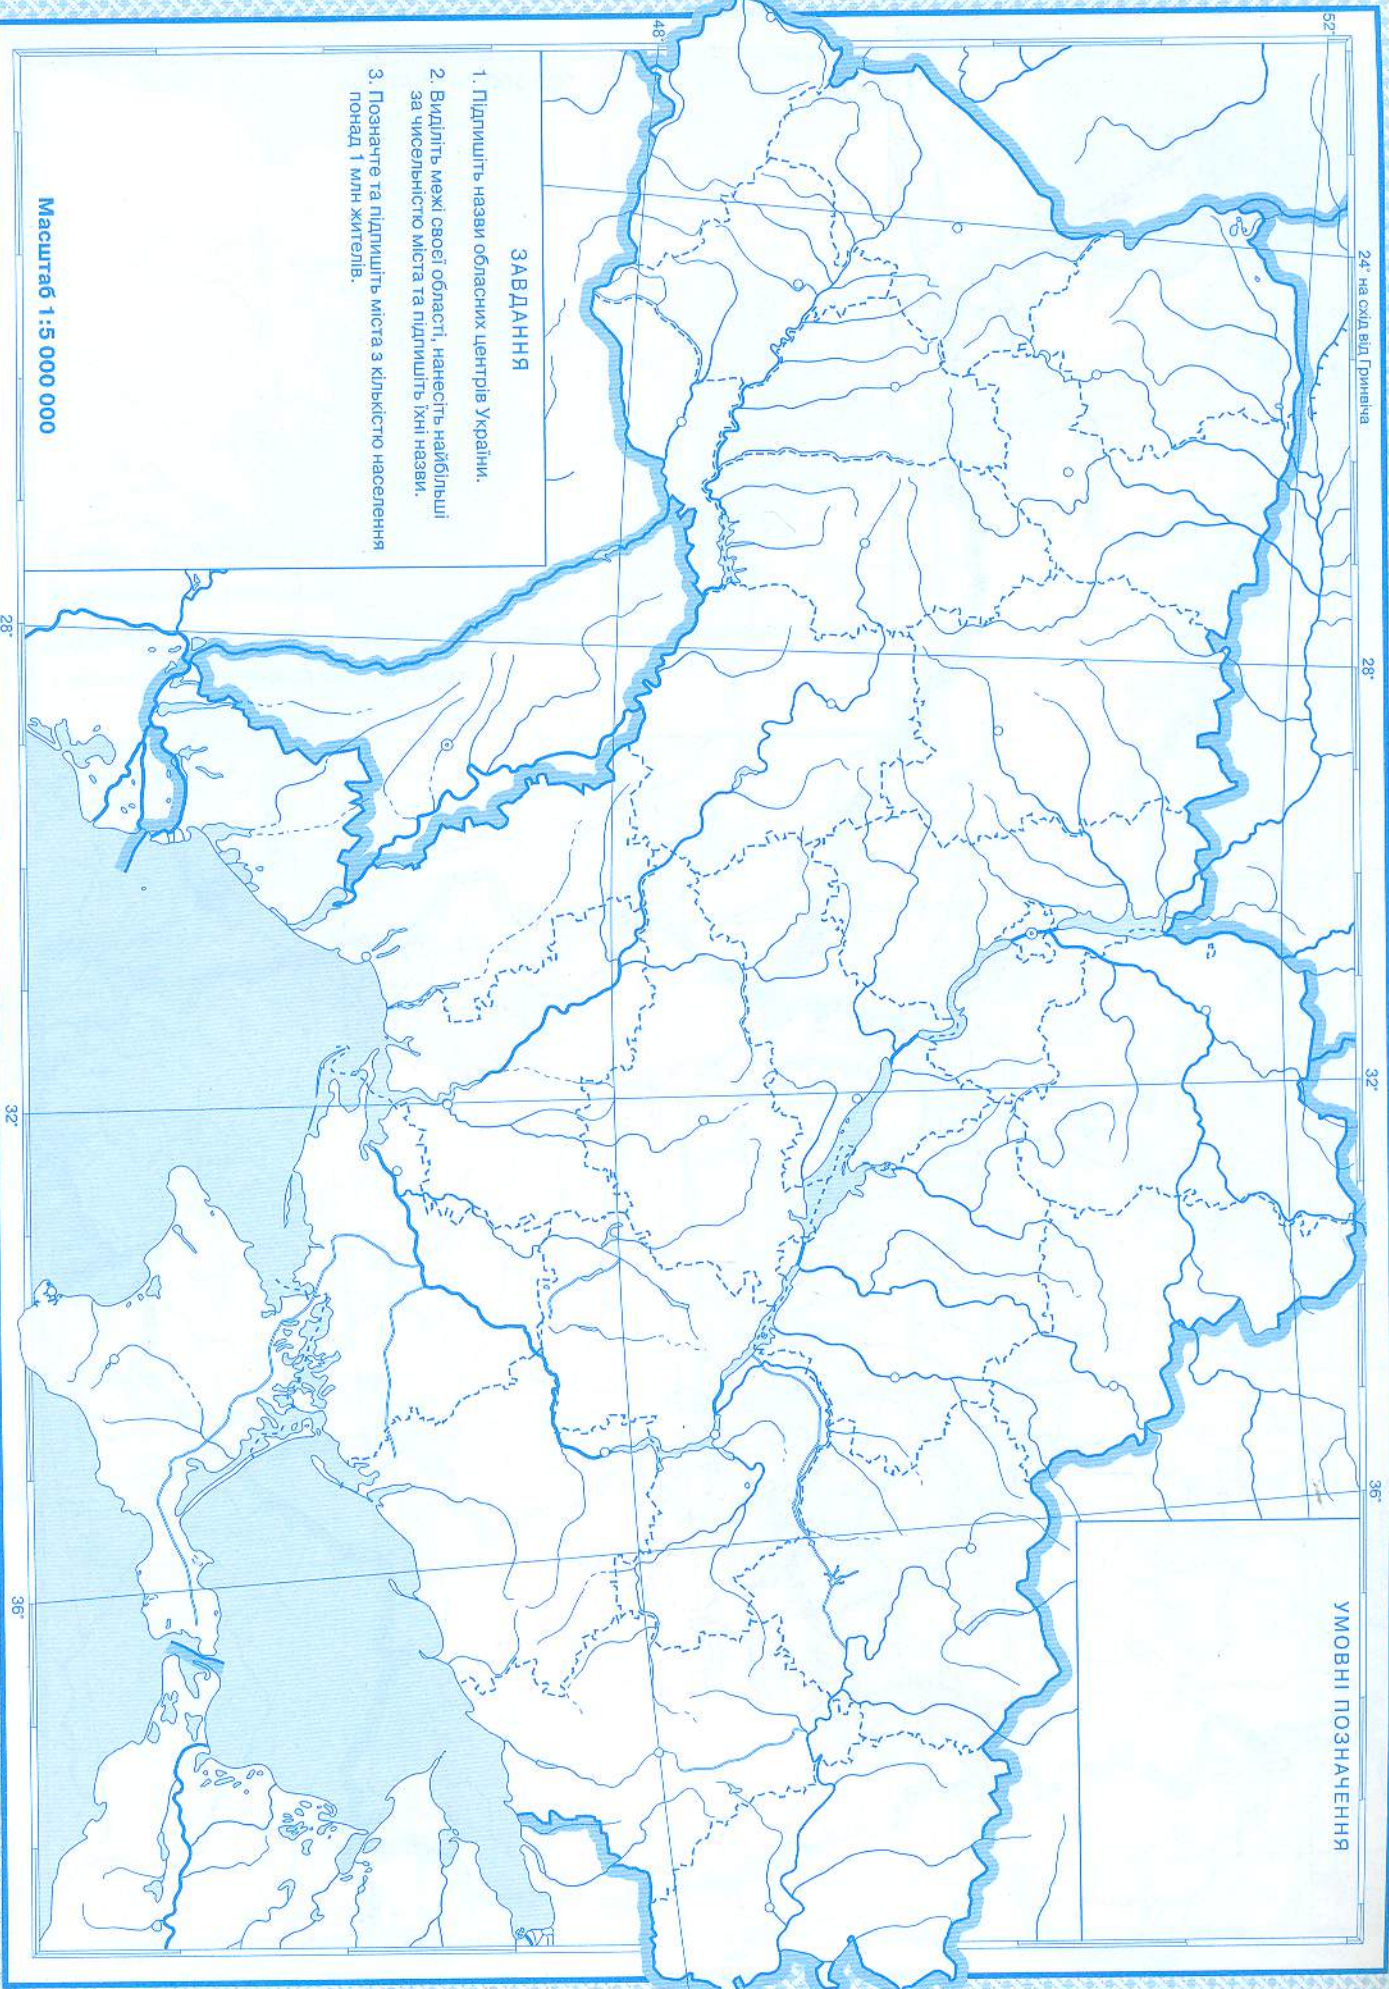 52°
24° на схід від Гринвіча
28°
32°
36°
48°
УМОВНІ ПОЗНАЧЕННЯ
ЗАВДАННЯ
1. Підпишіть назви обласних центрів України.
2. Виділіть межі своєї області, нанесіть найбільші
за чисельністю міста та підпишіть їхні назви.
3. Позначте та підпишіть міста з кількістю населення
понад 1 млн жителів.
Масштаб 1:5 000 000
28°
32°
36°